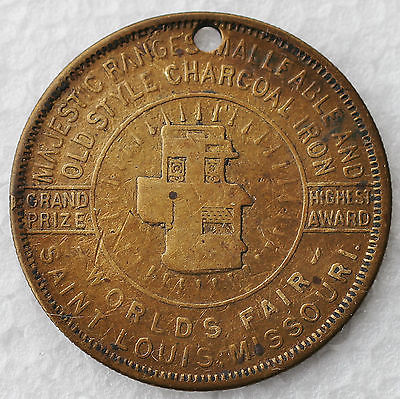 MAJESTIC RANGES MALLEABLE AND
OLD STYLE CHARCOAL IRON
GRAND
PRIZE
HIGHEST
AWARD
WORLD'S FAIR
SAINT LOUIS, MISSOURI.